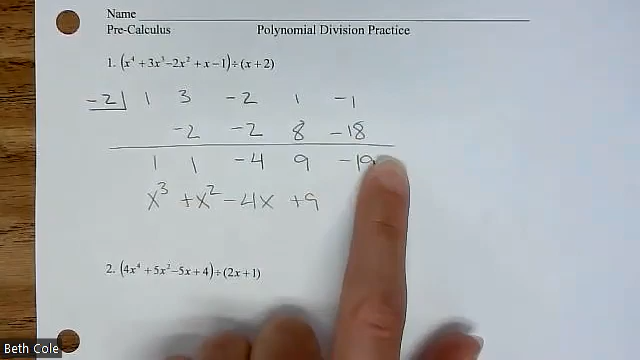 Name
Pre-Calculus Polynomial Division Practice
1. (x⁴ + 3x³ – 2x² + x – 1) ÷ (x + 2)
-2 | 1 3 -2 1 -1
-2 -2 8 -18
1 1 -4 9 -19
x³ + x² - 4x + 9
2. (4x⁴ + 5x² – 5x + 4) ÷ (2x + 1)
Beth Cole